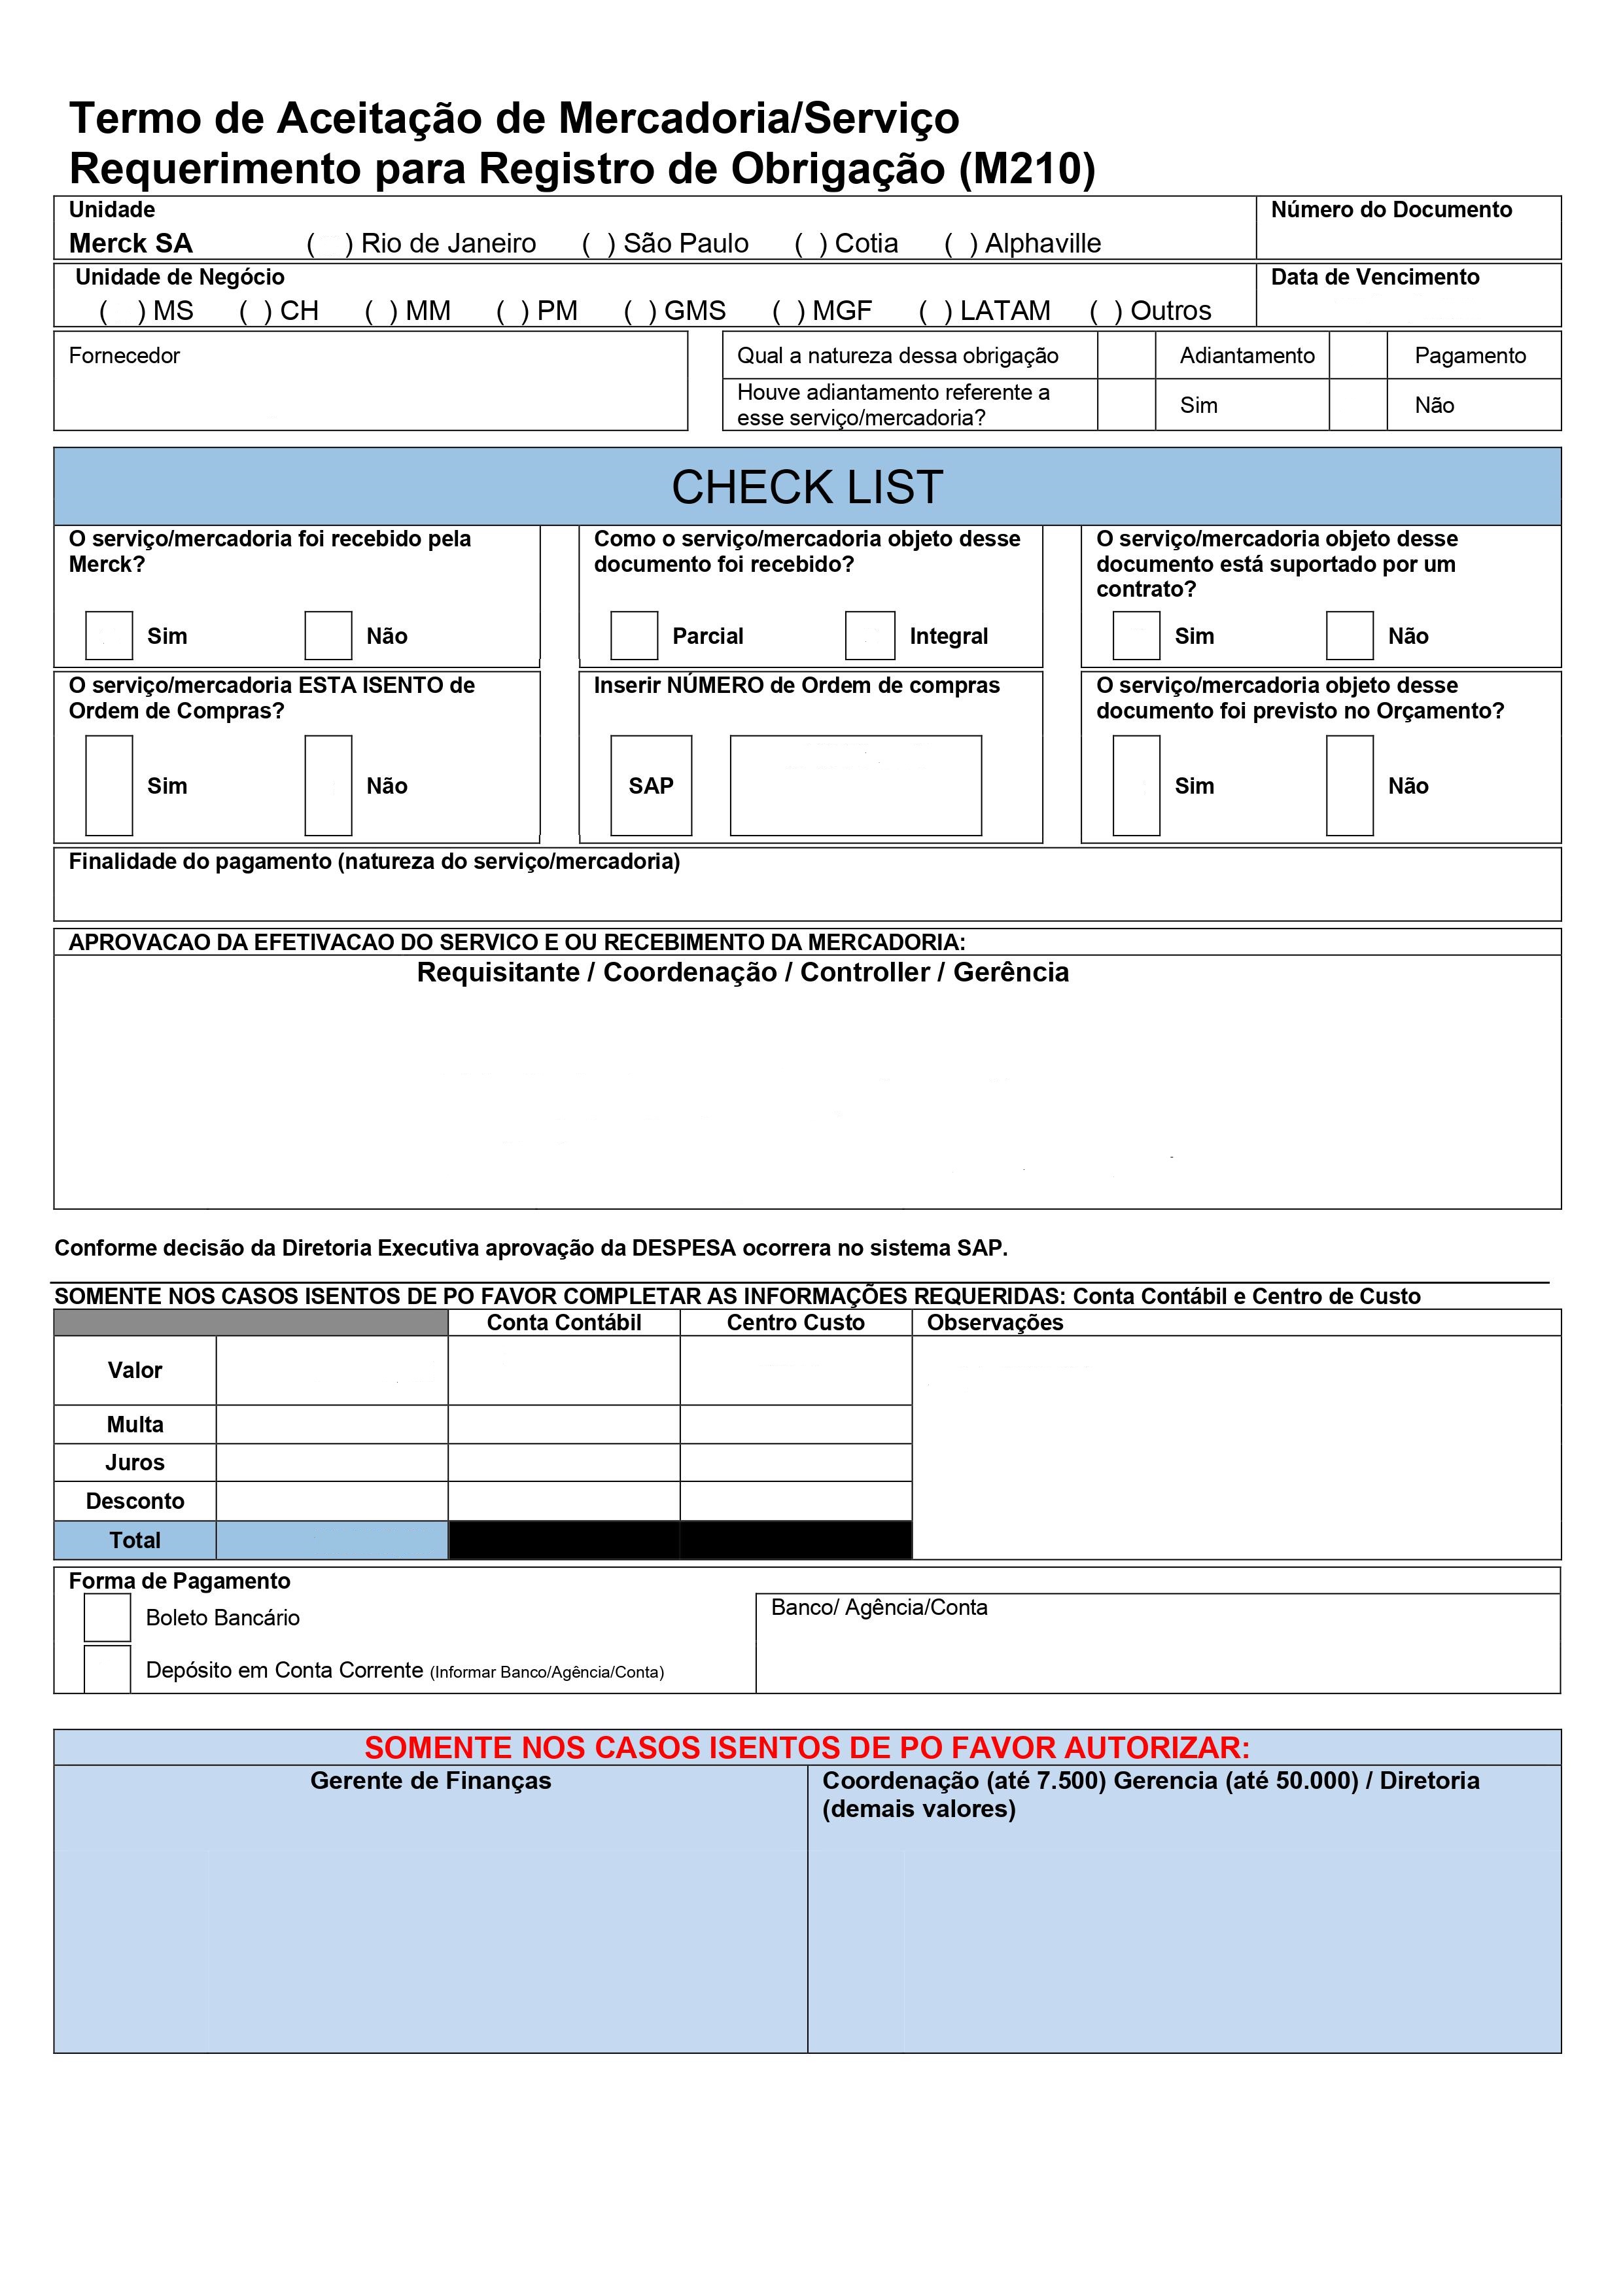 Termo de Aceitação de Mercadoria/Serviço
Requerimento para Registro de Obrigação (M210)
Unidade
Número do Documento
Merck SA (   ) Rio de Janeiro (  ) São Paulo (  ) Cotia (  ) Alphaville
Unidade de Negócio
Data de Vencimento
(   ) MS (  ) CH (  ) MM (  ) PM (  ) GMS (  ) MGF (  ) LATAM (  ) Outros
Fornecedor
Qual a natureza dessa obrigação Adiantamento Pagamento
Houve adiantamento referente a
esse serviço/mercadoria? Sim Não
CHECK LIST
O serviço/mercadoria foi recebido pela
Merck?
Sim Não
Como o serviço/mercadoria objeto desse
documento foi recebido?
Parcial Integral
O serviço/mercadoria objeto desse
documento está suportado por um
contrato?
Sim Não
O serviço/mercadoria ESTA ISENTO de
Ordem de Compras?
Sim Não
Inserir NÚMERO de Ordem de compras
SAP
O serviço/mercadoria objeto desse
documento foi previsto no Orçamento?
Sim Não
Finalidade do pagamento (natureza do serviço/mercadoria)
APROVACAO DA EFETIVACAO DO SERVICO E OU RECEBIMENTO DA MERCADORIA:
Requisitante / Coordenação / Controller / Gerência
Conforme decisão da Diretoria Executiva aprovação da DESPESA ocorrera no sistema SAP.
SOMENTE NOS CASOS ISENTOS DE PO FAVOR COMPLETAR AS INFORMAÇÕES REQUERIDAS: Conta Contábil e Centro de Custo
Conta Contábil Centro Custo Observações
Valor
Multa
Juros
Desconto
Total
Forma de Pagamento
Boleto Bancário
Depósito em Conta Corrente (Informar Banco/Agência/Conta)
Banco/ Agência/Conta
SOMENTE NOS CASOS ISENTOS DE PO FAVOR AUTORIZAR:
Gerente de Finanças
Coordenação (até 7.500) Gerencia (até 50.000) / Diretoria
(demais valores)